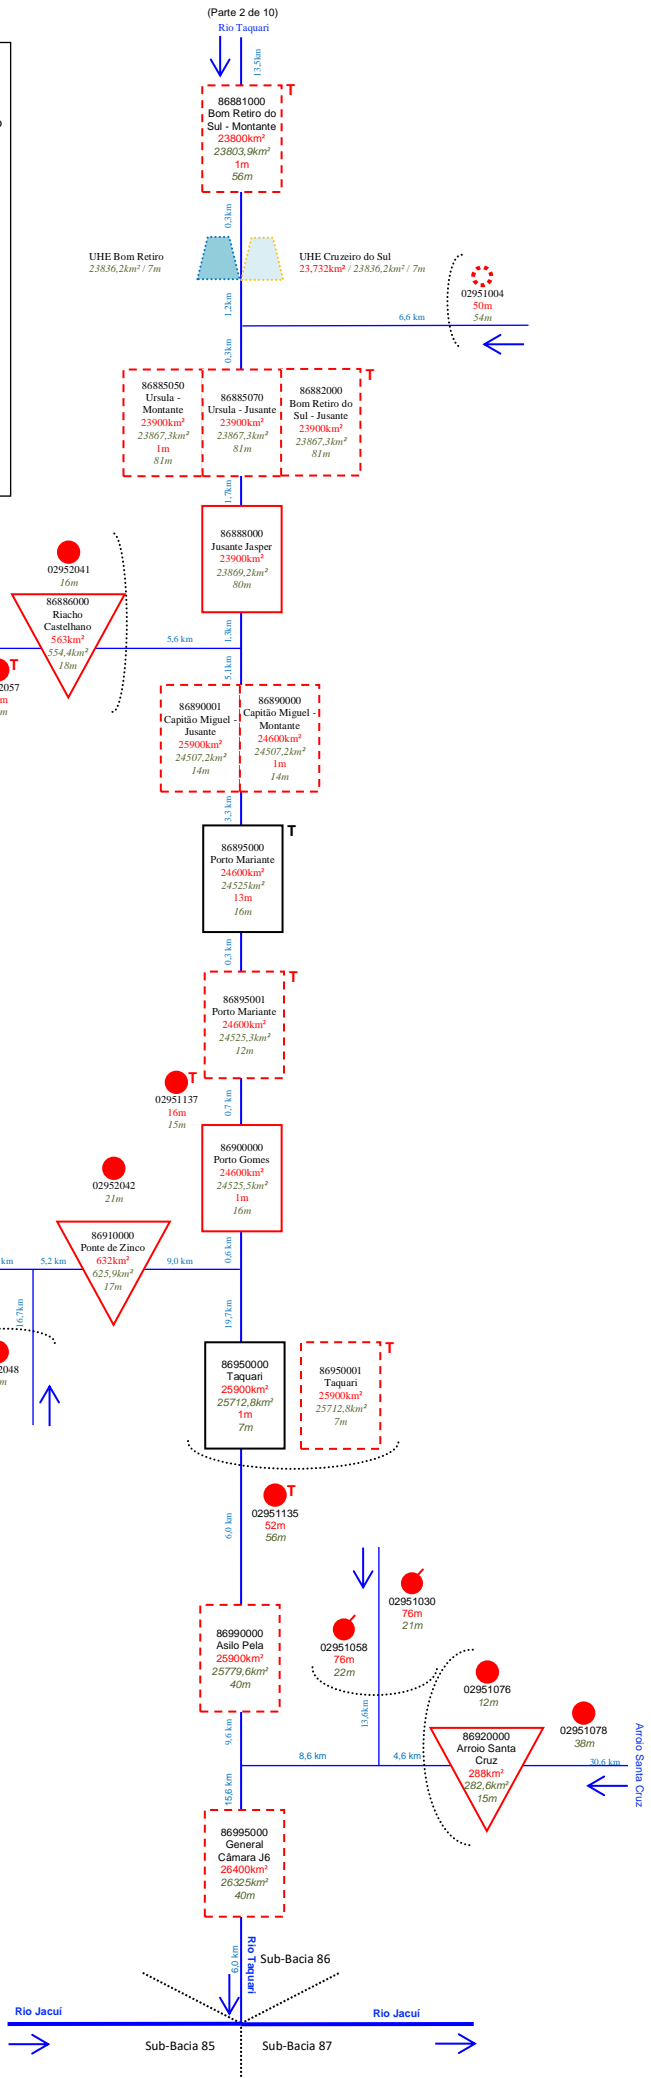 (Parte 2 de 10)
Rio Taquari
13,5km
T
86881000
Bom Retiro do
Sul - Montante
23800km²
23803,9km²
1m
56m
0,3km
UHE Bom Retiro
23836,2km² / 7m
UHE Cruzeiro do Sul
23,732km² / 23836,2km² / 7m
02951004
50m
54m
1,2km
6,6 km
0,3km
86885050
Ursula -
Montante
23900km²
23867,3km²
1m
81m
86885070
Ursula - Jusante
23900km²
23867,3km²
81m
T
86882000
Bom Retiro do
Sul - Jusante
23900km²
23867,3km²
81m
1,7km
86888000
Jusante Jasper
23900km²
23869,2km²
80m
02952041
16m
86886000
Riacho
Castelhano
563km²
554,4km²
18m
T
2057
m
m
5,6 km
1,3km
5,1km
86890001
Capitão Miguel -
Jusante
25900km²
24507,2km²
14m
86890000
Capitão Miguel -
Montante
24600km²
24507,2km²
1m
14m
3,3 km
T
86895000
Porto Mariante
24600km²
24525km²
13m
16m
0,3 km
T
86895001
Porto Mariante
24600km²
24525,3km²
12m
T
02951137
16m
15m
0,7 km
86900000
Porto Gomes
24600km²
24525,5km²
1m
16m
02952042
21m
86910000
Ponte de Zinco
632km²
625,9km²
17m
km
5,2 km
9,0 km
0,6 km
16,7km
19,7km
2048
m
86950000
Taquari
25900km²
25712,8km²
1m
7m
T
86950001
Taquari
25900km²
25712,8km²
7m
T
02951135
52m
56m
6,0 km
02951030
76m
21m
02951058
76m
22m
86990000
Asilo Pela
25900km²
25779,6km²
40m
02951076
12m
02951078
38m
13,6km
9,6 km
86920000
Arroio Santa
Cruz
288km²
282,6km²
15m
8,6 km
4,6 km
30,6 km
Arroio Santa Cruz
15,6 km
86995000
General
Câmara J6
26400km²
26325km²
40m
6,0 km
Rio Taquari
Sub-Bacia 86
Rio Jacuí
Rio Jacuí
Sub-Bacia 85
Sub-Bacia 87